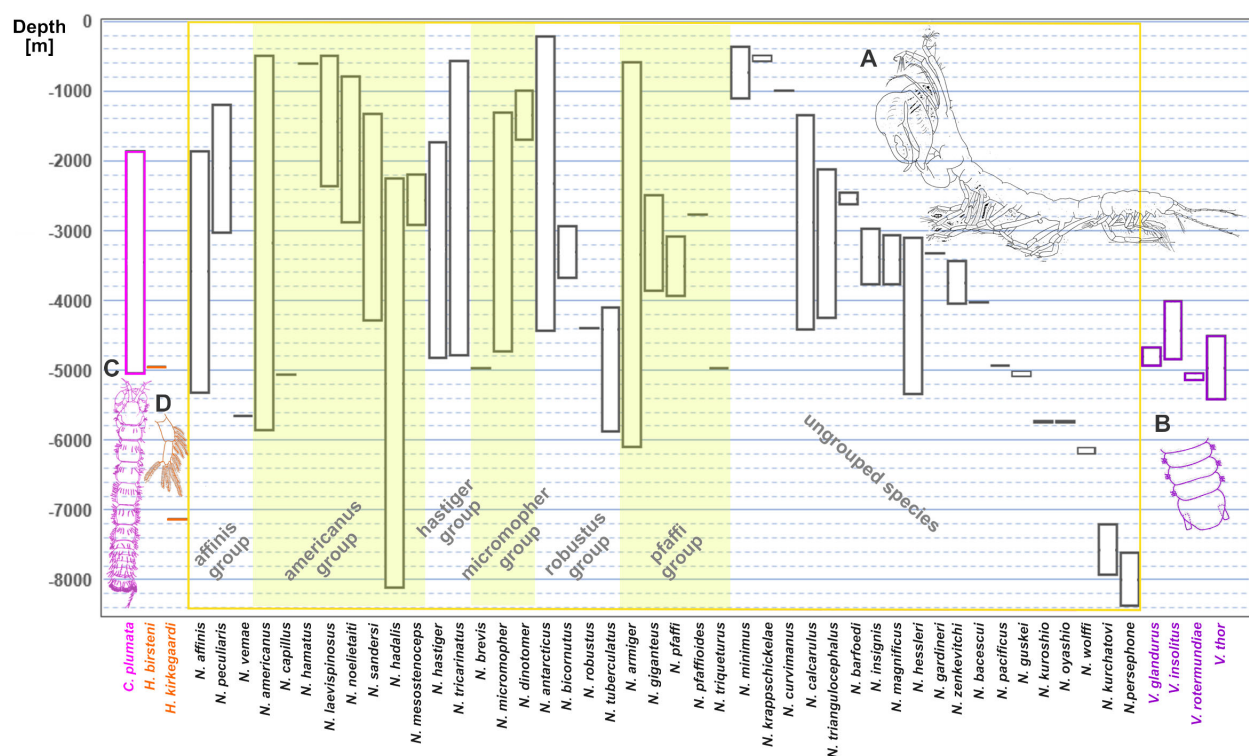 Depth
[m]
0
-1000
-2000
-3000
-4000
-5000
-6000
-7000
-8000
A
B
C
D
affinis
group
americanus
group
hastiger
group
micromopher
group
robustus
group
pfaffi
group
ungrouped species
C. plumata
H. birsteni
H. kirkegaardi
N. affinis
N. peculiaris
N. vemae
N. americanus
N. capillus
N. hamatus
N. laevispinosus
N. noelietaiti
N. sandersi
N. hadalis
N. mesostenoceps
N. hastiger
N. tricarinatus
N. brevis
N. micromopher
N. dinotomer
N. antarcticus
N. bicornutus
N. robustus
N. tuberculatus
N. armiger
N. giganteus
N. pfaffi
N. pfaffioides
N. triqueturus
N. minimus
N. krappschickelae
N. curvimanus
N. calcarulus
N. triangulocephalus
N. barfoedi
N. insignis
N. magnificus
N. hessleri
N. gardineri
N. zenkevitchi
N. bacescui
N. pacificus
N. guskei
N. kuroshio
N. oyashio
N. wolffi
N. kurchatovi
N.persephone
V. glandurus
V. insolitus
V. rotermundiae
V. thor